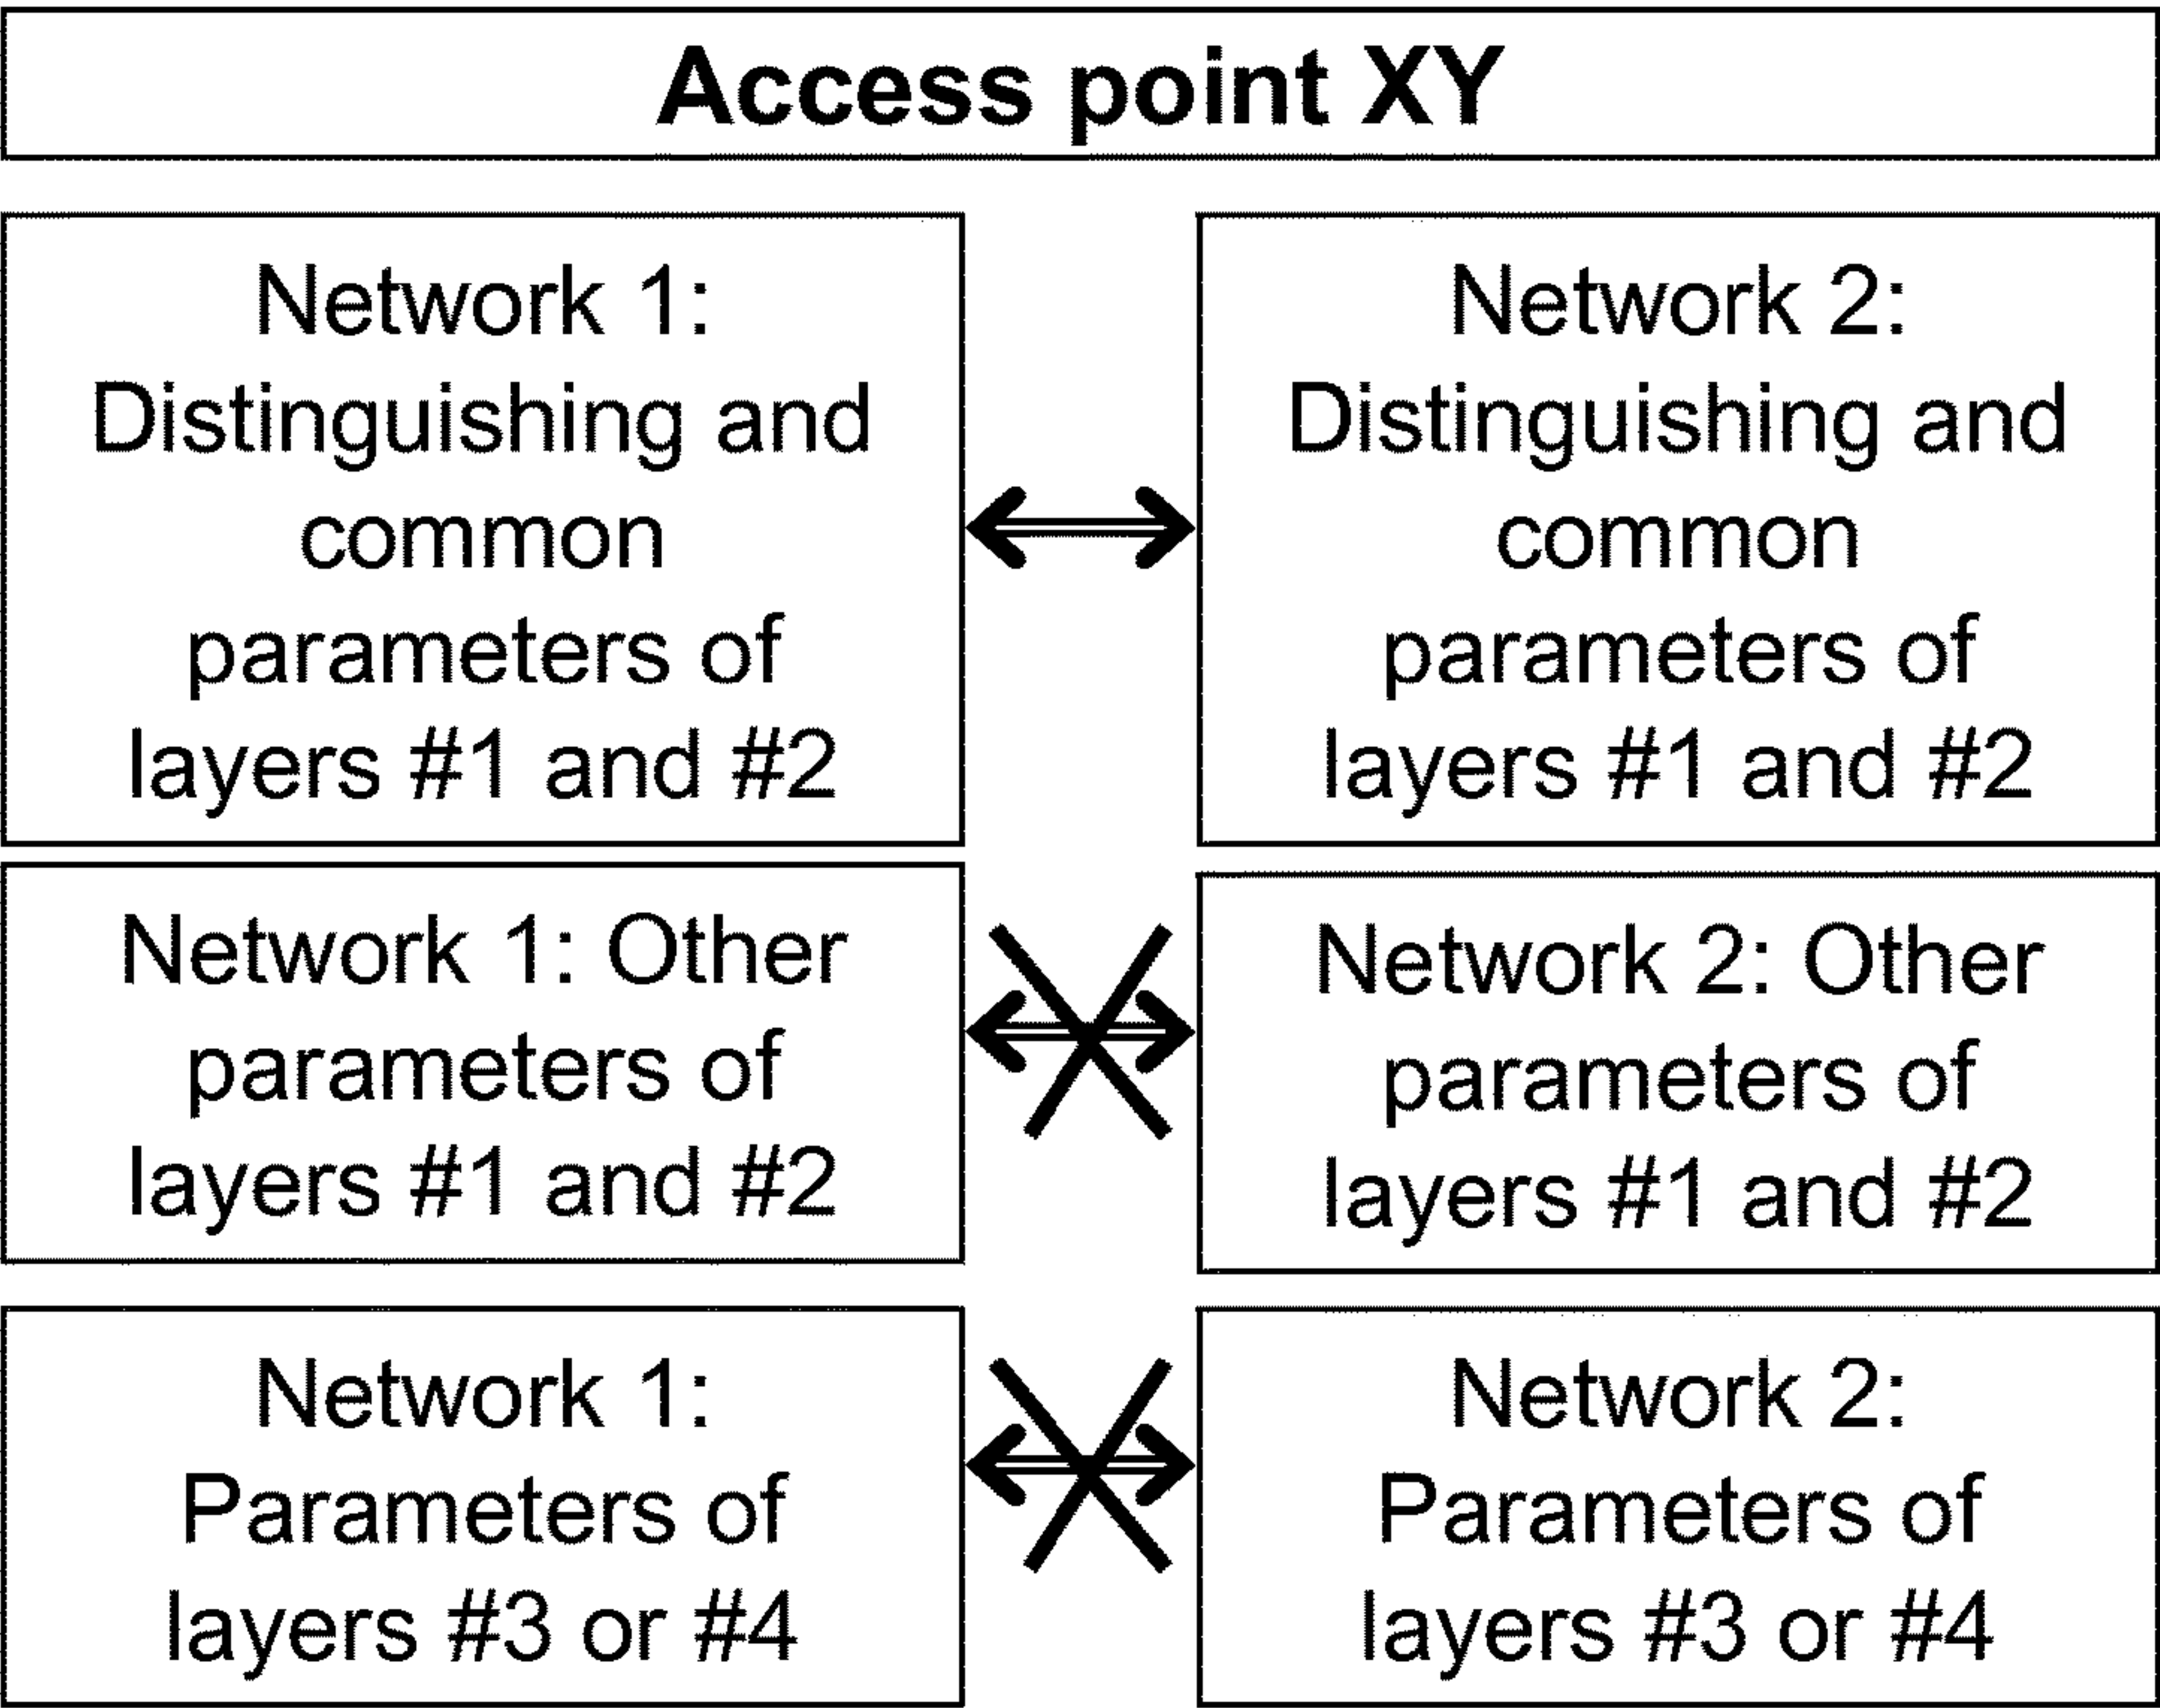 Access point XY
Network 1:
Distinguishing and
common
parameters of
layers #1 and #2
Network 2:
Distinguishing and
common
parameters of
layers #1 and #2
Network 1: Other
parameters of
layers #1 and #2
Network 2: Other
parameters of
layers #1 and #2
Network 1:
Parameters of
layers #3 or #4
Network 2:
Parameters of
layers #3 or #4